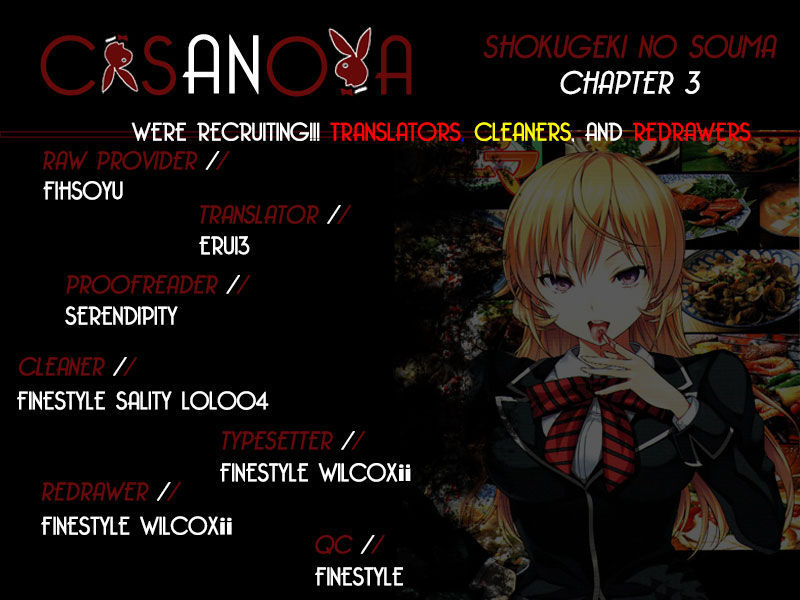 CASANOVA
SHOKUGEKI NO SOUMA
CHAPTER 3
WERE RECRUITING!!! TRANSLATORS, CLEANERS, AND REDRAWERS
RAW PROVIDER //
FIHSOYU
TRANSLATOR //
ERUI3
PROOFREADER //
SERENDIPITY
CLEANER //
FINESTYLE SALITY LOLOO4
TYPESETTER //
FINESTYLE WILCOXii
REDRAWER //
FINESTYLE WILCOXii
QC //
FINESTYLE